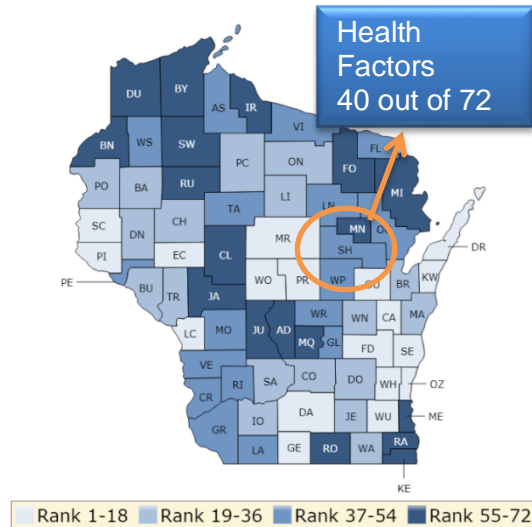 Health
Factors
40 out of 72
DU
BY
IR
AS
VI
BN
WS
SW
FO
FL
PC
ON
MI
PO
BA
RU
LI
LN
TA
MN
SC
DN
CH
MR
SH
DR
PI
EC
CL
PE
WO
PR
WP
BR
KW
BU
TR
JA
JU
AD
WR
WN
CA
MA
LC
MO
MQ
GL
FD
SE
VE
SA
CO
DO
WH
OZ
CR
RI
GR
IO
DA
JE
WU
ME
LA
GE
RO
WA
RA
KE
Rank 1-18
Rank 19-36
Rank 37-54
Rank 55-72